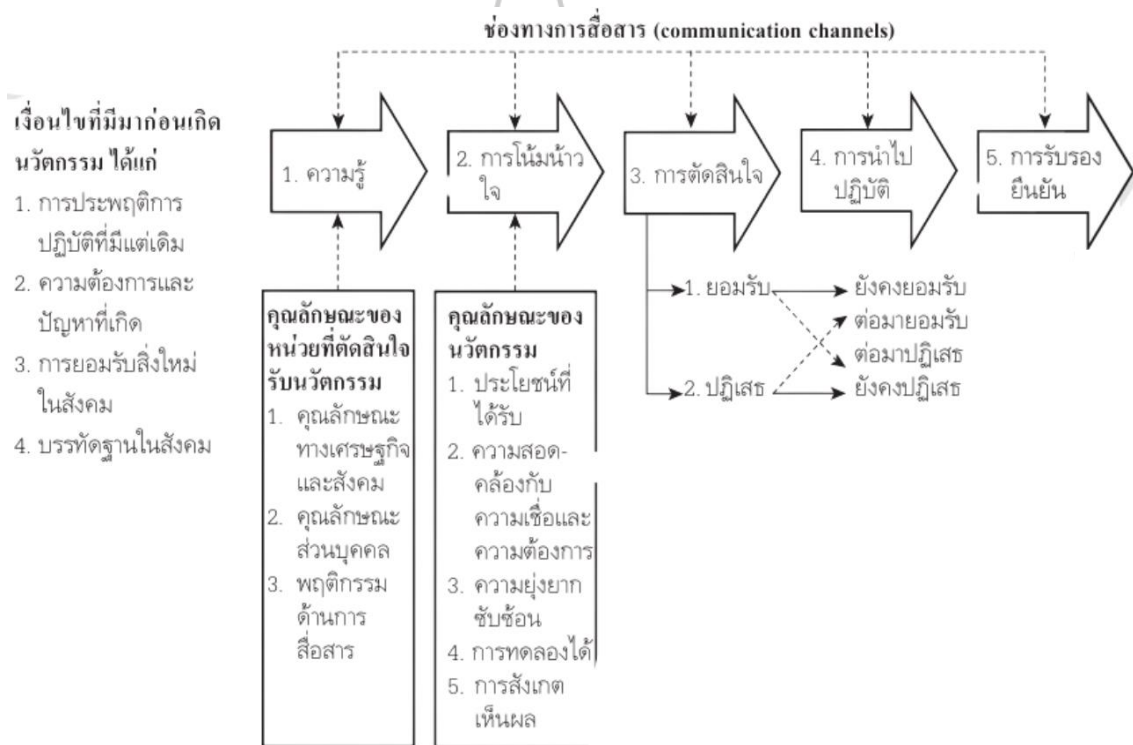 ช่องทางการสื่อสาร (communication channels)
เงื่อนไขที่มีมาก่อนเกิด
นวัตกรรม ได้แก่
1. การประพฤติการ
ปฏิบัติที่มีแต่เดิม
2. ความต้องการและ
ปัญหาที่เกิด
3. การยอมรับสิ่งใหม่
ในสังคม
4. บรรทัดฐานในสังคม
1. ความรู้
2. การโน้มน้าว
ใจ
3. การตัดสินใจ
4. การนำไป
ปฏิบัติ
5. การรับรอง
ยืนยัน
คุณลักษณะของ
หน่วยที่ตัดสินใจ
รับนวัตกรรม
1. คุณลักษณะ
ทางเศรษฐกิจ
และสังคม
2. คุณลักษณะ
ส่วนบุคคล
3. พฤติกรรม
ด้านการ
สื่อสาร
คุณลักษณะของ
นวัตกรรม
1. ประโยชน์ที่
ได้รับ
2. ความสอด-
คล้องกับ
ความเชื่อและ
ความต้องการ
3. ความยุ่งยาก
ซับซ้อน
4. การทดลองได้
5. การสังเกต
เห็นผล
1. ยอมรับ
2. ปฏิเสธ
ยังคงยอมรับ
ต่อมายอมรับ
ต่อมาปฏิเสธ
ยังคงปฏิเสธ